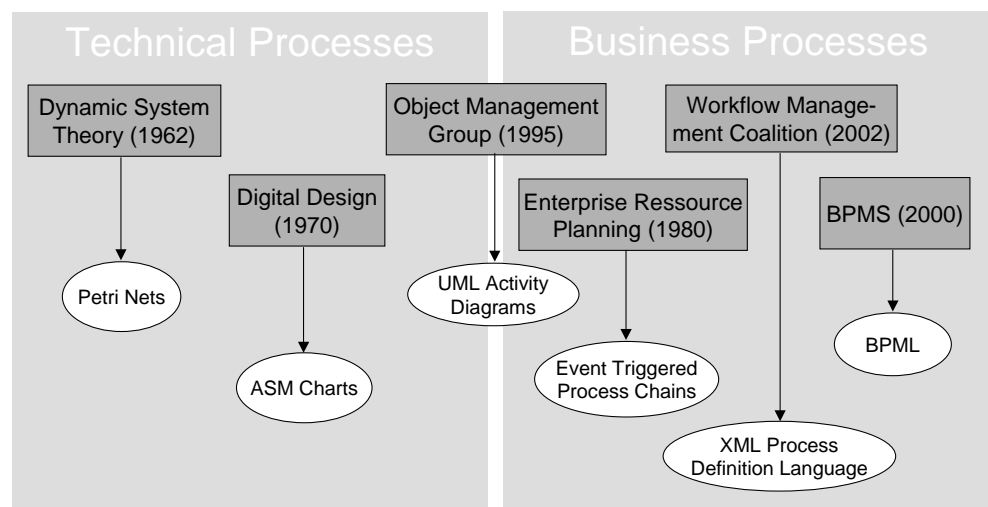 Technical Processes
Business Processes
Dynamic System
Theory (1962)
Object Management
Group (1995)
Workflow Manage-
ment Coalition (2002)
Digital Design
(1970)
Enterprise Ressource
Planning (1980)
BPMS (2000)
Petri Nets
UML Activity
Diagrams
BPML
ASM Charts
Event Triggered
Process Chains
XML Process
Definition Language